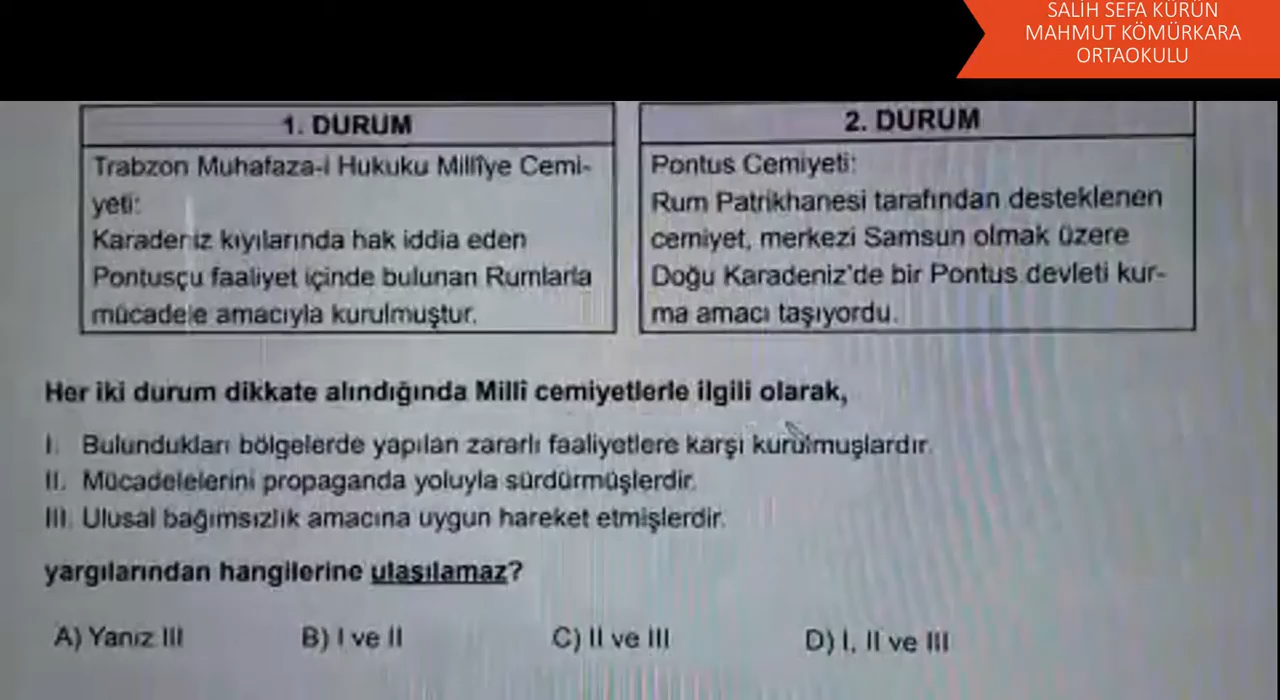 SALİH SEFA KÜRÜN
MAHMUT KÖMÜRKARA
ORTAOKULU
1. DURUM
Trabzon Muhafaza-i Hukuku Millîye Cemi-
yeti:
Karadeniz kıyılarında hak iddia eden
Pontusçu faaliyet içinde bulunan Rumlarla
mücadele amacıyla kurulmuştur.
2. DURUM
Pontus Cemiyeti:
Rum Patrikhanesi tarafından desteklenen
cemiyet, merkezi Samsun olmak üzere
Doğu Karadeniz'de bir Pontus devleti kur-
ma amacı taşıyordu.
Her iki durum dikkate alındığında Millî cemiyetlerle ilgili olarak,
I. Bulundukları bölgelerde yapılan zararlı faaliyetlere karşı kurulmuşlardır.
II. Mücadelelerini propaganda yoluyla sürdürmüşlerdir.
III. Ulusal bağımsızlık amacına uygun hareket etmişlerdir.
yargılarından hangilerine ulaşılamaz?
A) Yanız III
B) I ve II
C) II ve III
D) I, II ve III